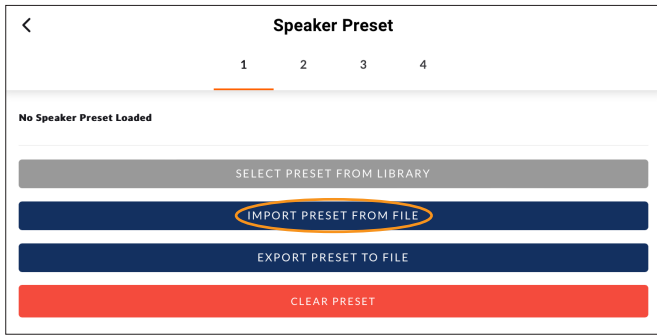 Speaker Preset
1 2 3 4
No Speaker Preset Loaded
SELECT PRESET FROM LIBRARY
IMPORT PRESET FROM FILE
EXPORT PRESET TO FILE
CLEAR PRESET